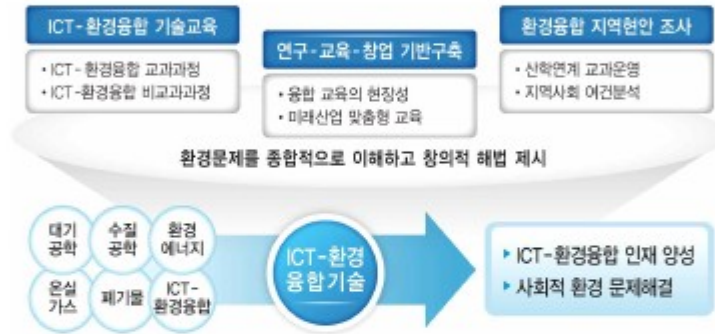 ICT-환경융합 기술교육
• ICT- 환경융합 교과과정
• ICT-환경융합 비교과과정
연구-교육-창업 기반구축
• 융합 교육의 현장성
• 미래산업 맞춤형 교육
환경융합 지역현안 조사
• 산학연계 교과운영
• 지역사회 여건분석
환경문제를 종합적으로 이해하고 창의적 해법 제시
대기
공학
수질
공학
환경
에너지
온실
가스
폐기물
ICT-
환경융합
ICT-환경
융합기술
▸ ICT-환경융합 인재 양성
▸ 사회적 환경 문제해결